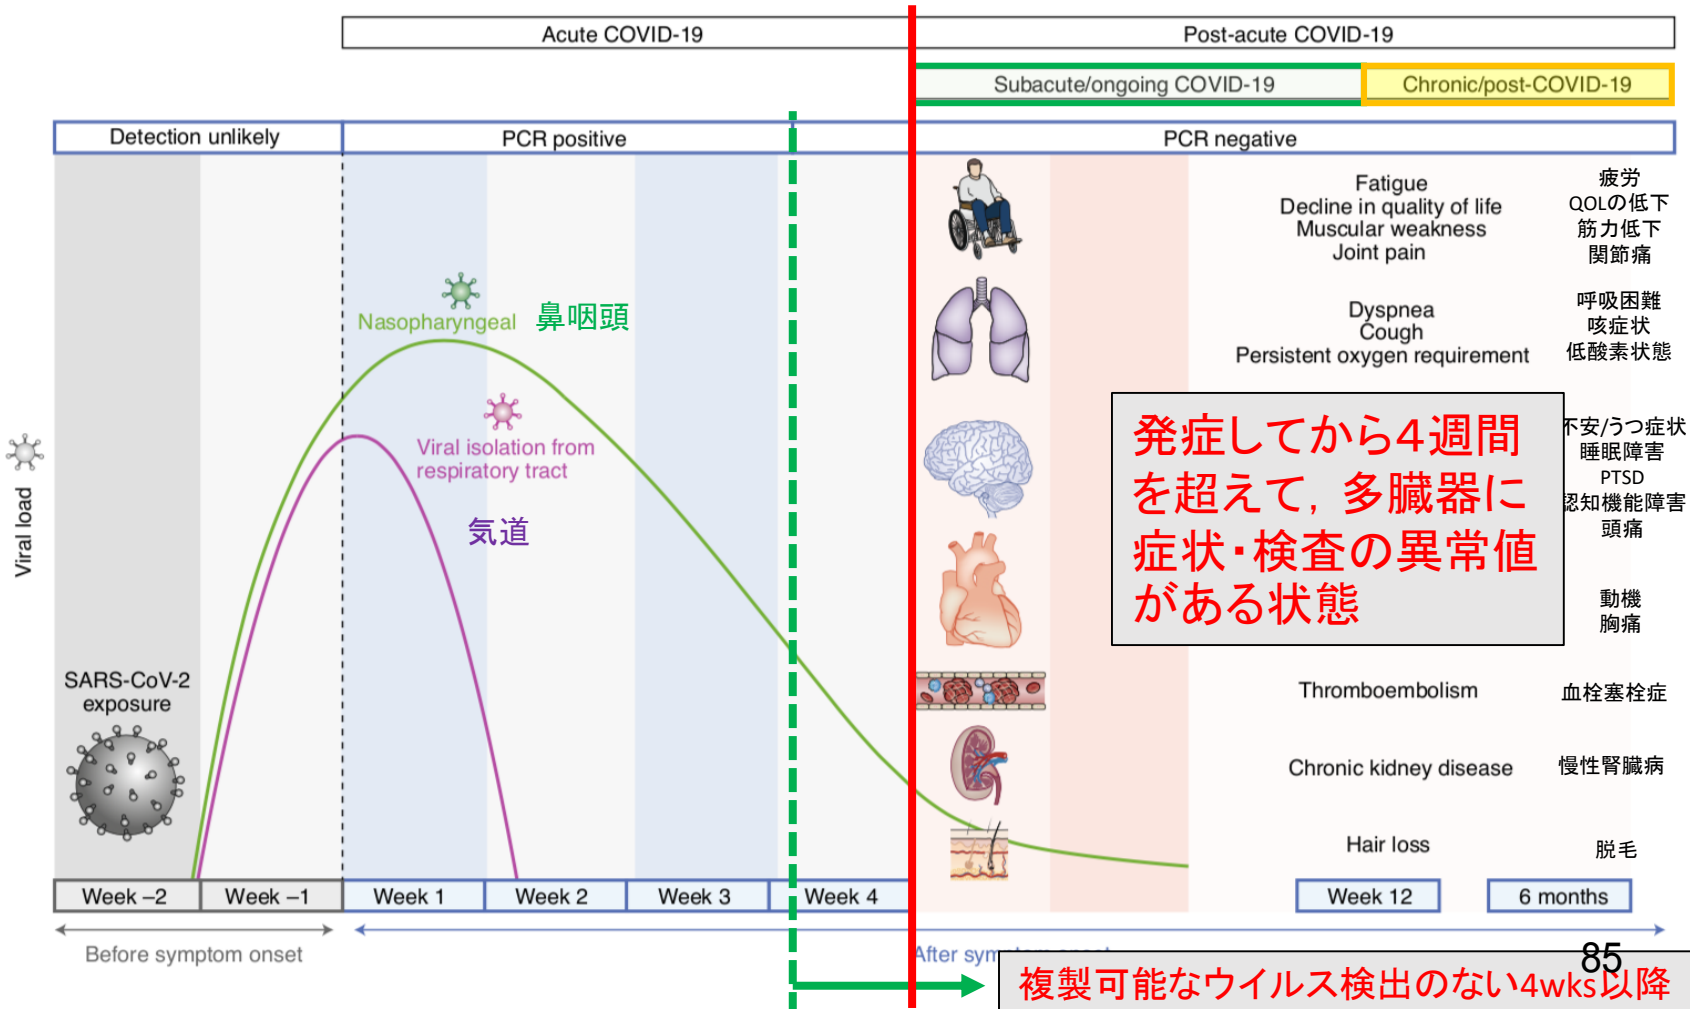 Acute COVID-19
Post-acute COVID-19
Subacute/ongoing COVID-19
Chronic/post-COVID-19
Detection unlikely
PCR positive
PCR negative
Fatigue
Decline in quality of life
Muscular weakness
Joint pain
疲労
QOLの低下
筋力低下
関節痛
Nasopharyngeal
鼻咽頭
Dyspnea
Cough
Persistent oxygen requirement
呼吸困難
咳症状
低酸素状態
Viral isolation from
respiratory tract
気道
Viral load
発症してから4週間
を超えて，多臓器に
症状・検査の異常値
がある状態
不安/うつ症状
睡眠障害
PTSD
認知機能障害
頭痛
動機
胸痛
SARS-CoV-2
exposure
Thromboembolism
血栓塞栓症
Chronic kidney disease
慢性腎臓病
Hair loss
脱毛
Week –2
Week –1
Week 1
Week 2
Week 3
Week 4
Week 12
6 months
Before symptom onset
After
85
複製可能なウイルス検出のない4wks以降